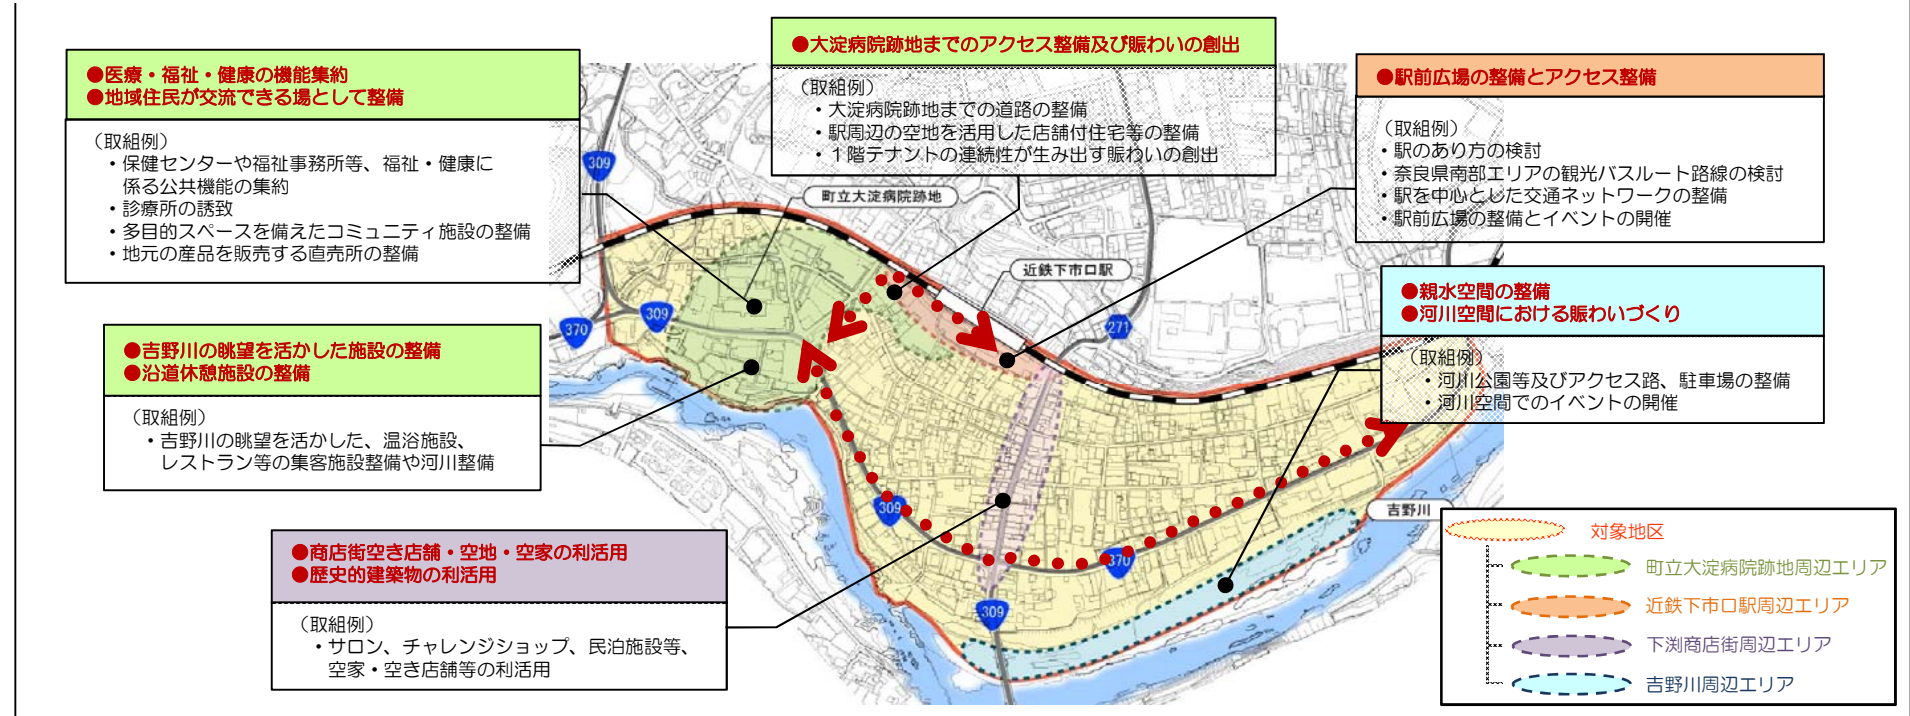 ●医療・福祉・健康の機能集約
●地域住民が交流できる場として整備
（取組例）
・保健センターや福祉事務所等、福祉・健康に
係る公共機能の集約
・診療所の誘致
・多目的スペースを備えたコミュニティ施設の整備
・地元の産品を販売する直売所の整備
●大淀病院跡地までのアクセス整備及び賑わいの創出
（取組例）
・大淀病院跡地までの道路の整備
・駅周辺の空地を活用した店舗付住宅等の整備
・１階テナントの連続性が生み出す賑わいの創出
●駅前広場の整備とアクセス整備
（取組例）
・駅のあり方の検討
・奈良県南部エリアの観光バスルート路線の検討
・駅を中心とした交通ネットワークの整備
・駅前広場の整備とイベントの開催
309
町立大淀病院跡地
近鉄下市口駅
309
370
271
●吉野川の眺望を活かした施設の整備
●沿道休憩施設の整備
（取組例）
・吉野川の眺望を活かした、温浴施設、
レストラン等の集客施設整備や河川整備
●親水空間の整備
●河川空間における賑わいづくり
（取組例）
・河川公園等及びアクセス路、駐車場の整備
・河川空間でのイベントの開催
309
370
309
吉野川
●商店街空き店舗・空地・空家の利活用
●歴史的建築物の利活用
（取組例）
・サロン、チャレンジショップ、民泊施設等、
空家・空き店舗等の利活用
対象地区
町立大淀病院跡地周辺エリア
近鉄下市口駅周辺エリア
下渕商店街周辺エリア
吉野川周辺エリア